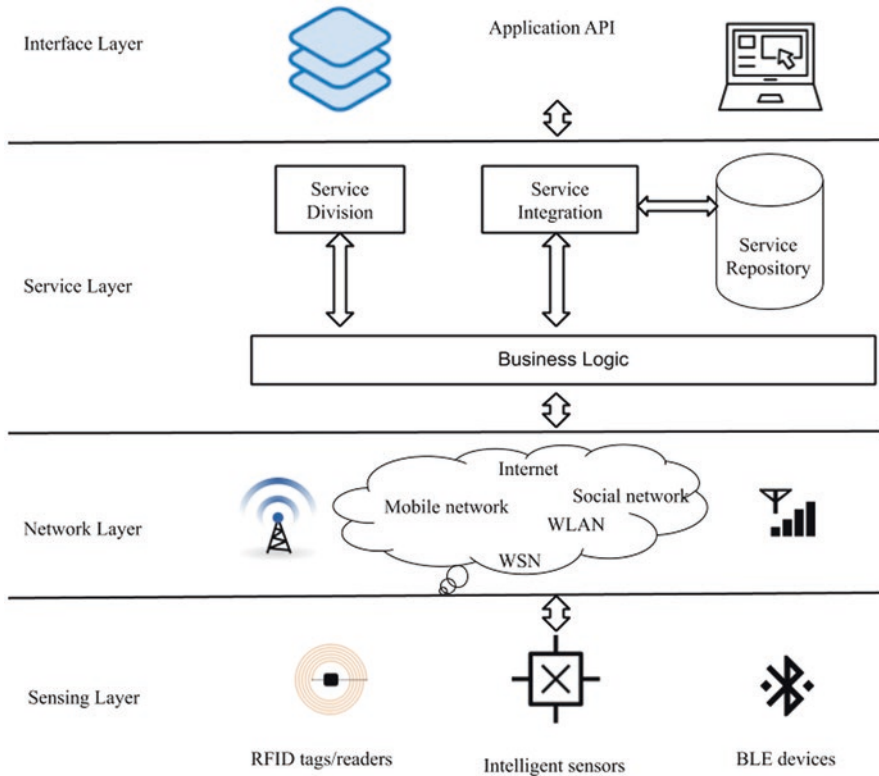 Interface Layer
Application API
Service
Division
Service
Integration
Service
Repository
Service Layer
Business Logic
Internet
Mobile network
Social network
Network Layer
WLAN
WSN
Sensing Layer
RFID tags/readers
Intelligent sensors
BLE devices